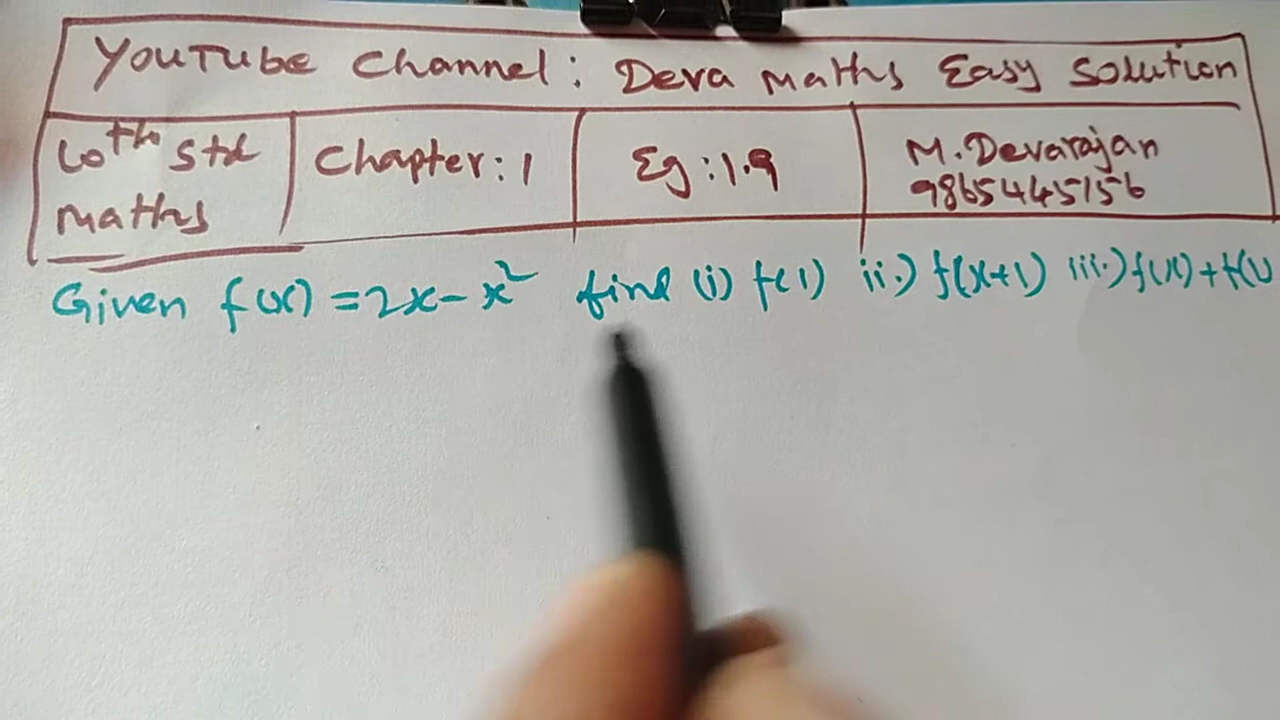 YouTube Channel: Deva Maths Easy Solution
10th Std Maths
Chapter: 1
Eg: 1.9
M. Devarajan
9865445156
Given f(x) = 2x - x² find (i) f(1) ii.) f(x+1) iii.) f(x) + f(1